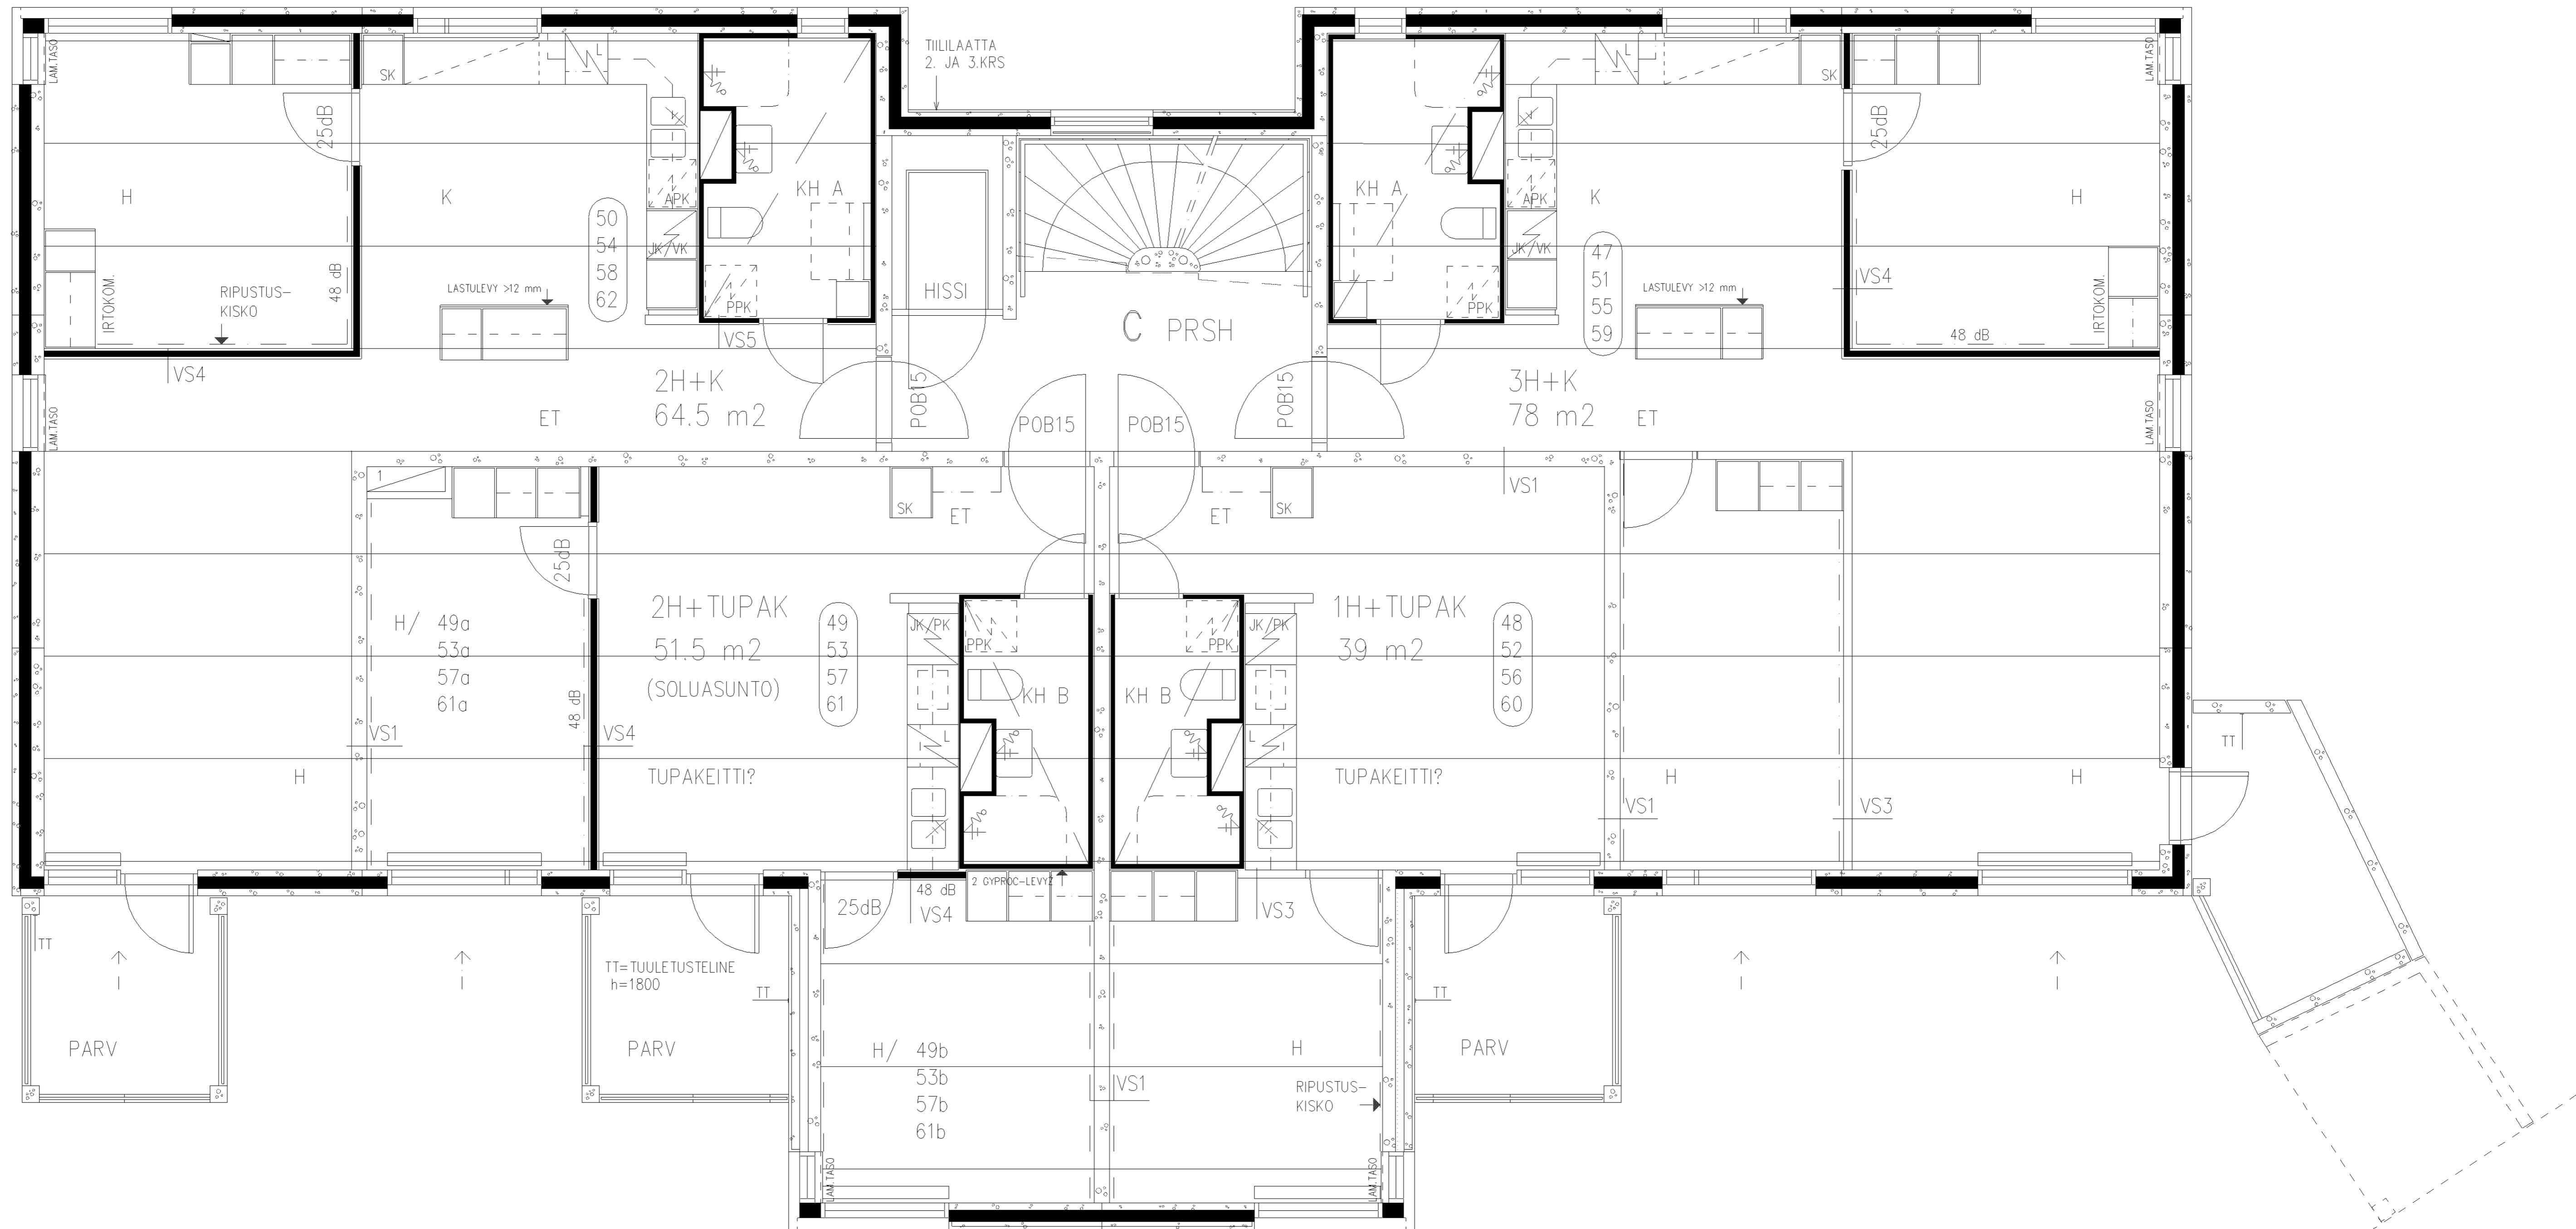 TIILILAATTA
2. JA 3.KRS
LAM.TASO
SK
L
25dB
H
K
APK
JK/VK
KH A
PPK
50
54
58
62
48 dB
IRTOKOM.
RIPUSTUS-
KISKO
LASTULEVY >12 mm
VS4
VS5
2H+K
64.5 m2
ET
LAM.TASO
HISSI
POB15
C PRSH
POB15
POB15
POB15
KH A
PPK
L
SK
APK
JK/VK
K
47
51
55
59
LASTULEVY >12 mm
25dB
H
VS4
48 dB
IRTOKOM.
LAM.TASO
3H+K
78 m2
ET
LAM.TASO
1
25dB
H/ 49a
53a
57a
61a
48 dB
VS1
VS4
H
2H+TUPAK
51.5 m2
(SOLUASUNTO)
49
53
57
61
TUPAKEITTI?
SK
ET
JK/PK
PPK
KH B
L
ET
SK
VS1
PPK
JK/PK
KH B
L
1H+TUPAK
39 m2
48
52
56
60
TUPAKEITTI?
VS1
H
VS3
H
TT
48 dB
2 GYPROC-LEVYÄ
25dB
VS4
VS3
TT
TT=TUULETUSTELINE
h=1800
TT
TT
PARV
PARV
H/ 49b
53b
57b
61b
VS1
H
RIPUSTUS-
KISKO
PARV
LAM.TASO
LAM.TASO